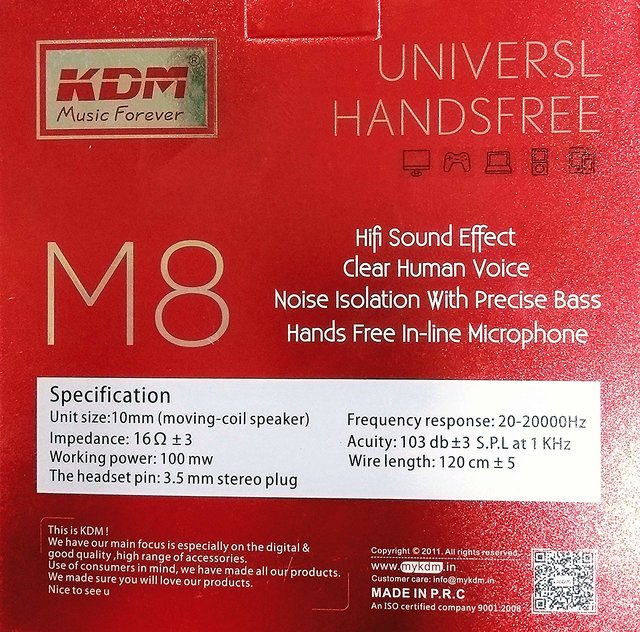 KDM®
Music Forever
UNIVERSL
HANDSFREE
M8
Hifi Sound Effect
Clear Human Voice
Noise Isolation With Precise Bass
Hands Free In-line Microphone
Specification
Unit size:10mm (moving-coil speaker)
Impedance: 16Ω ±3
Working power: 100 mw
The headset pin: 3.5 mm stereo plug
Frequency response: 20-20000Hz
Acuity: 103 db±3 S.P.L at 1 KHz
Wire length: 120 cm ± 5
This is KDM !
We have our main focus is especially on the digital &
good quality ,high range of accessories.
Use of consumers in mind, we have made all our products.
We made sure you will love our products.
Nice to see u
Copyright © 2011. All rights reserved.
www.mykdm.in
Customer care: info@mykdm.in
MADE IN P.R.C
An ISO certified company 9001:2008